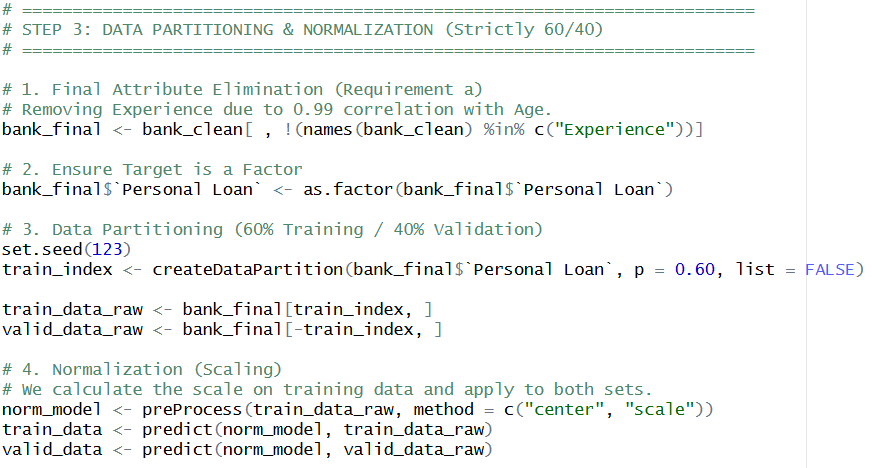 # =========================================================================
# STEP 3: DATA PARTITIONING & NORMALIZATION (Strictly 60/40)
# =========================================================================
# 1. Final Attribute Elimination (Requirement a)
# Removing Experience due to 0.99 correlation with Age.
bank_final <- bank_clean[ , !(names(bank_clean) %in% c("Experience"))]
# 2. Ensure Target is a Factor
bank_final$`Personal Loan` <- as.factor(bank_final$`Personal Loan`)
# 3. Data Partitioning (60% Training / 40% Validation)
set.seed(123)
train_index <- createDataPartition(bank_final$`Personal Loan`, p = 0.60, list = FALSE)
train_data_raw <- bank_final[train_index, ]
valid_data_raw <- bank_final[-train_index, ]
# 4. Normalization (Scaling)
# We calculate the scale on training data and apply to both sets.
norm_model <- preProcess(train_data_raw, method = c("center", "scale"))
train_data <- predict(norm_model, train_data_raw)
valid_data <- predict(norm_model, valid_data_raw)